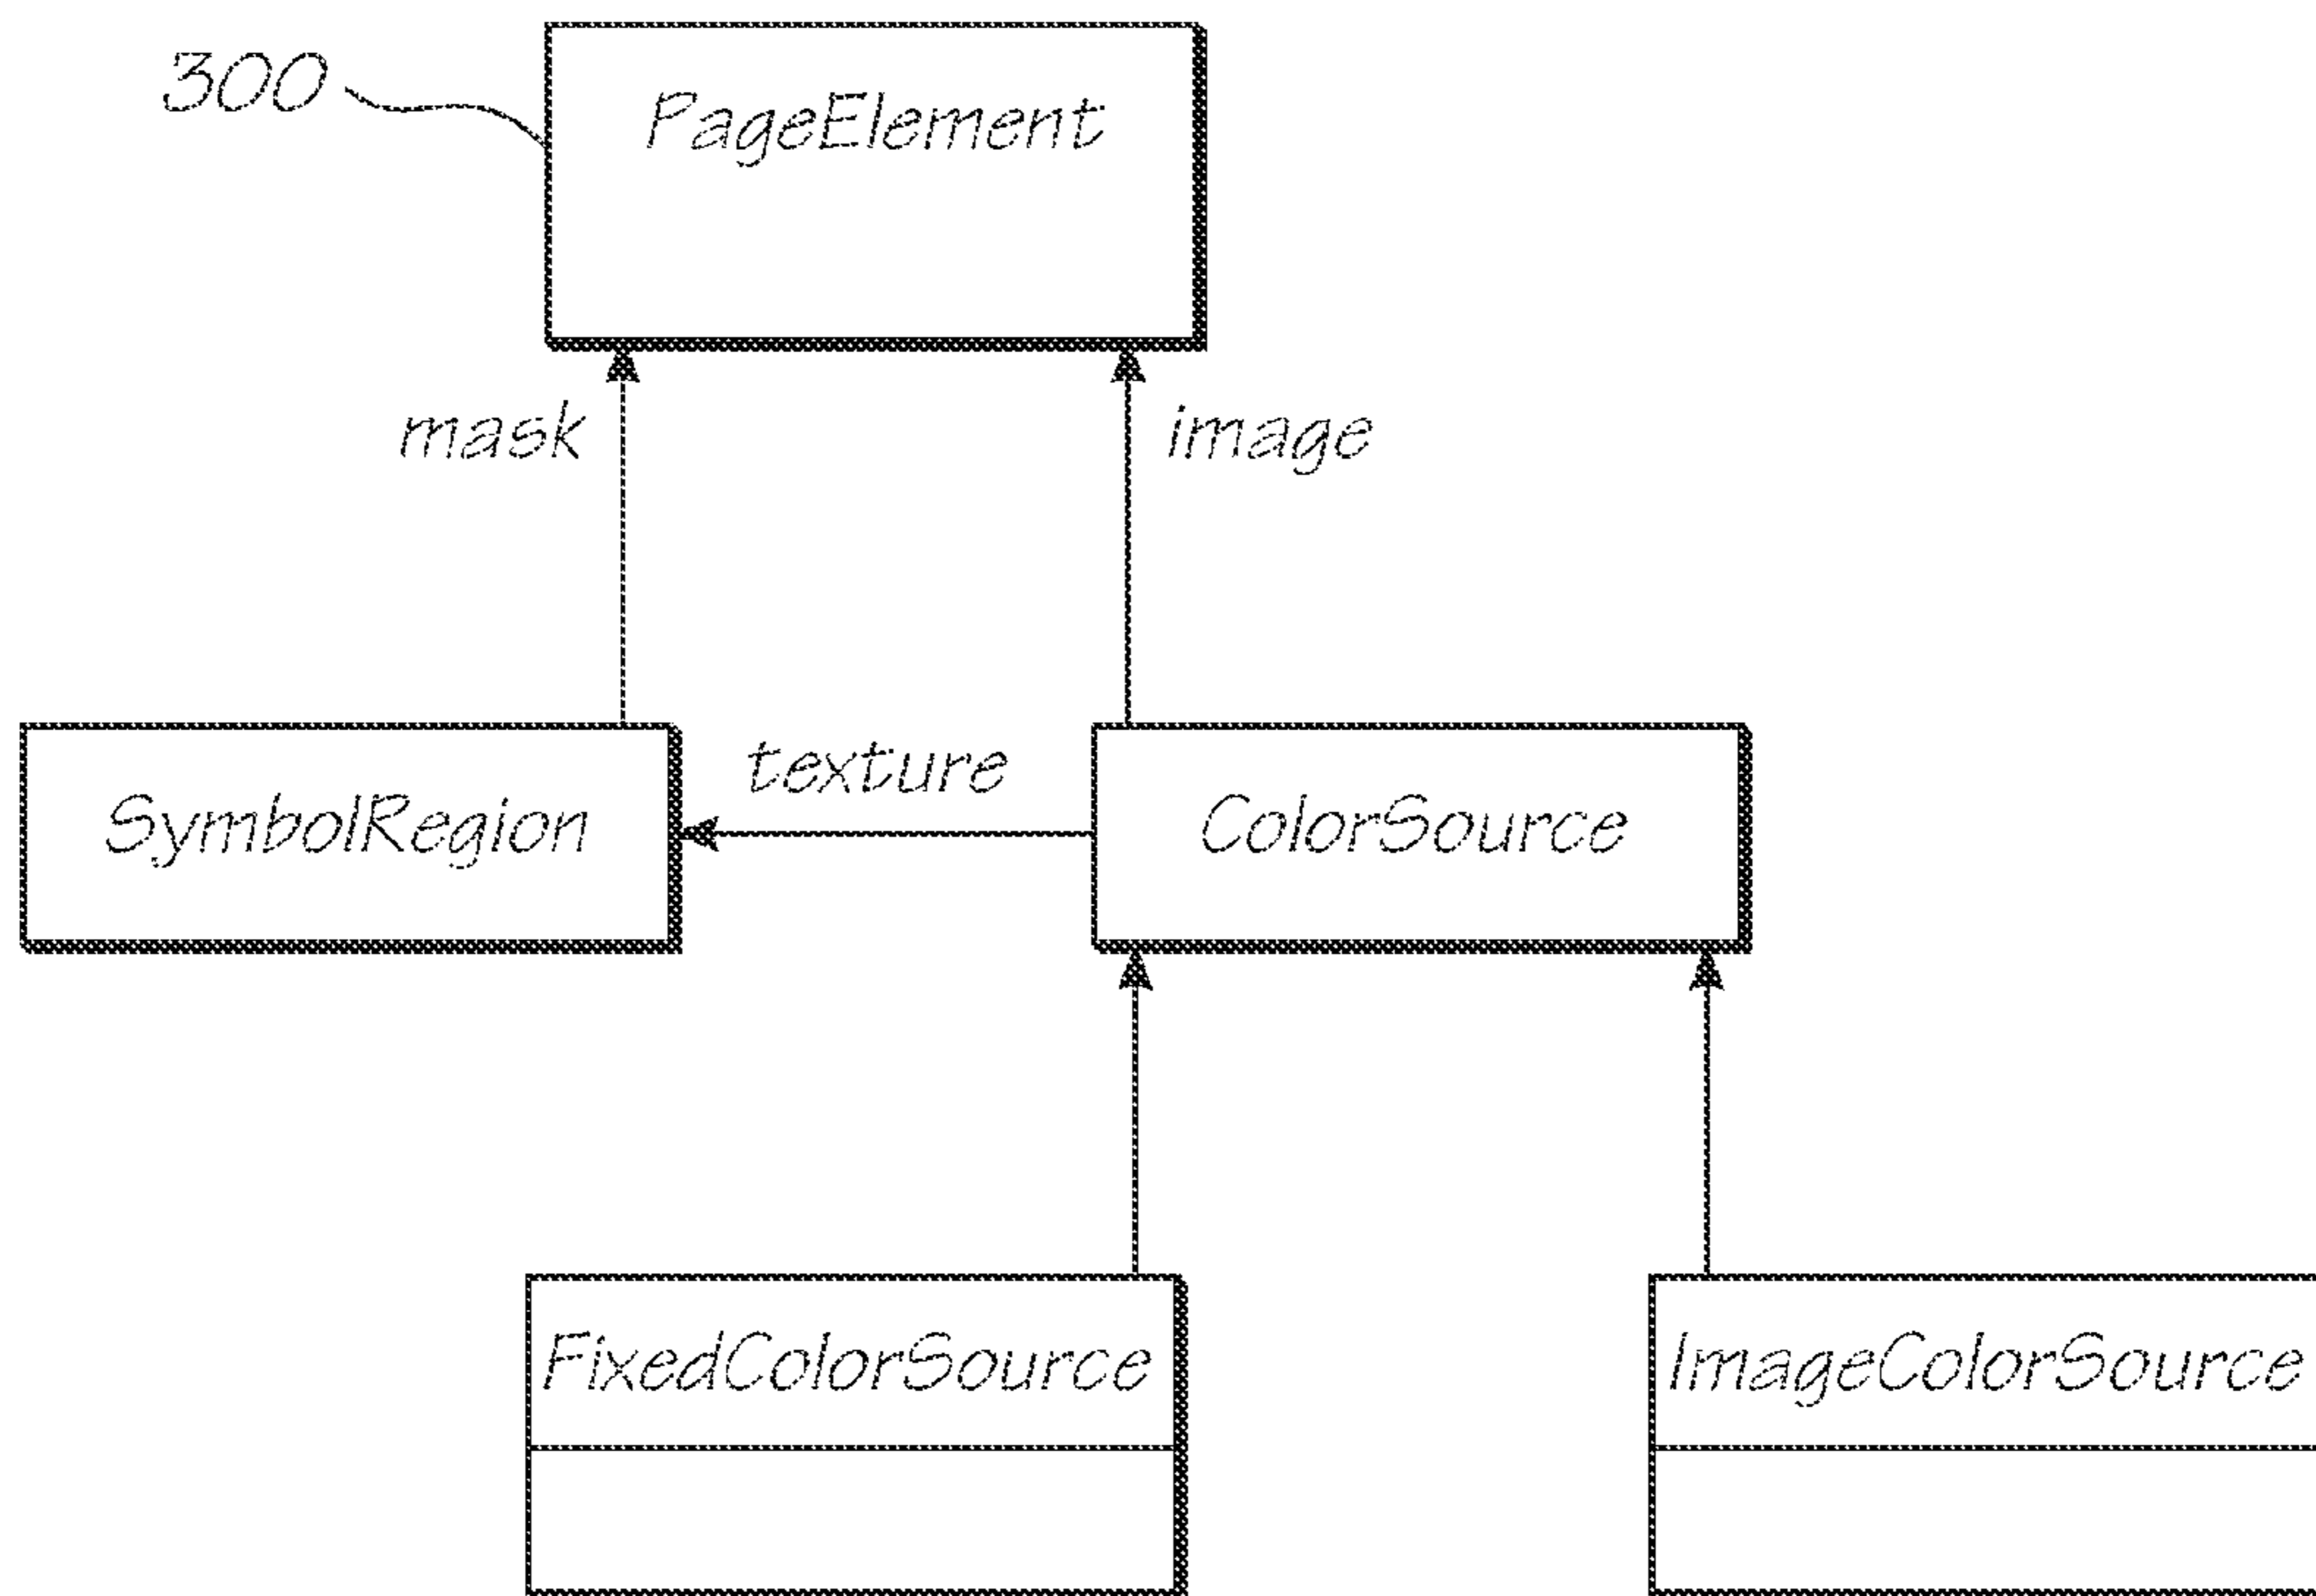 300
PageElement
mask
image
texture
SymbolRegion
ColorSource
FixedColorSource
ImageColorSource